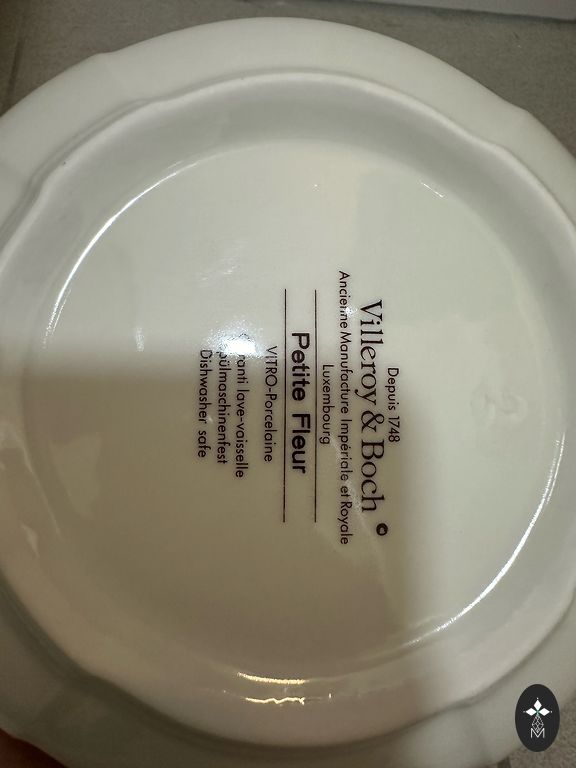 Depuis 1748
Villeroy & Boch ©
Ancienne Manufacture Impériale et Royale
Luxembourg
Petite Fleur
VITRO-Porcelaine
lave-vaisselle
Dishwasher safe
M